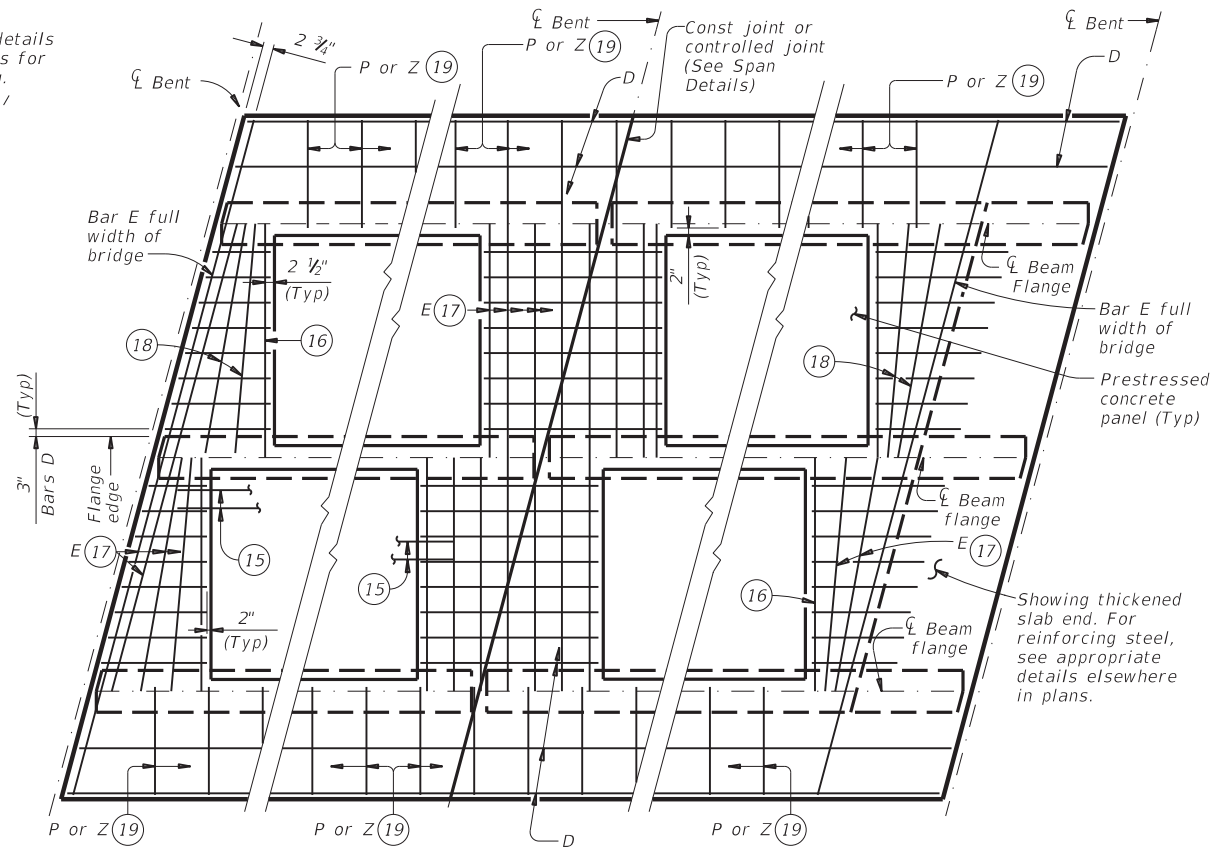 etails
s for
2 ¾"
℄ Bent
P or Z 19
℄ Bent
P or Z 19
D
Const joint or
controlled joint
(See Span
Details)
℄ Bent
D
P or Z 19
Bar E full
width of
bridge
2 ½"
(Typ)
E 17
2"
(Typ)
℄ Beam
Flange
Bar E full
width of
bridge
18
16
18
Prestressed
concrete
panel (Typ)
(Typ)
3"
Bars D
Flange
edge
℄ Beam
flange
E 17
15
15
E 17
16
2"
(Typ)
℄ Beam
flange
Showing thickened
slab end. For
reinforcing steel,
see appropriate
details elsewhere
in plans.
P or Z 19
P or Z 19
D
P or Z 19